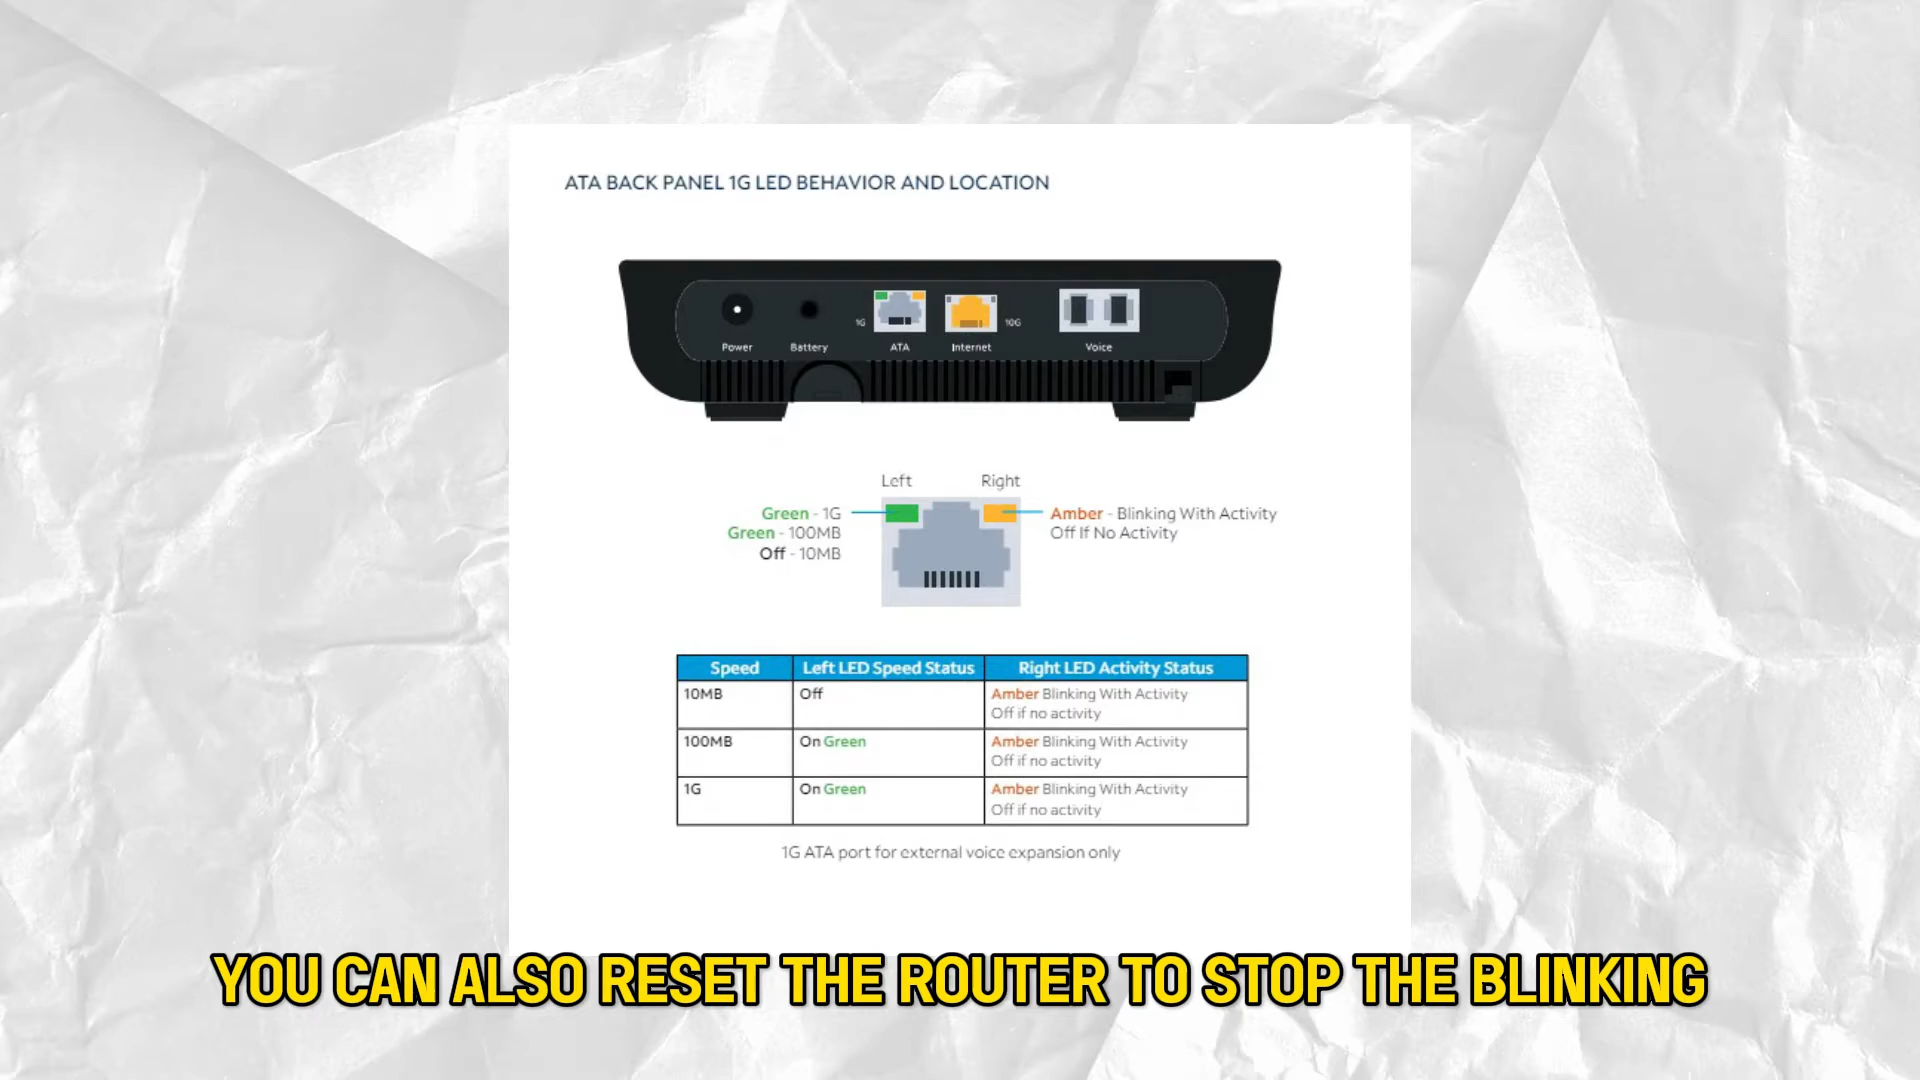 ATA BACK PANEL 1G LED BEHAVIOR AND LOCATION
1G
10G
Power
Battery
ATA
Internet
Voice
Left
Right
Green - 1G
Green - 100MB
Off - 10MB
Amber - Blinking With Activity
Off If No Activity
Speed Left LED Speed Status Right LED Activity Status
10MB Off Amber Blinking With Activity
Off if no activity
100MB On Green Amber Blinking With Activity
Off if no activity
1G On Green Amber Blinking With Activity
Off if no activity
1G ATA port for external voice expansion only
YOU CAN ALSO RESET THE ROUTER TO STOP THE BLINKING